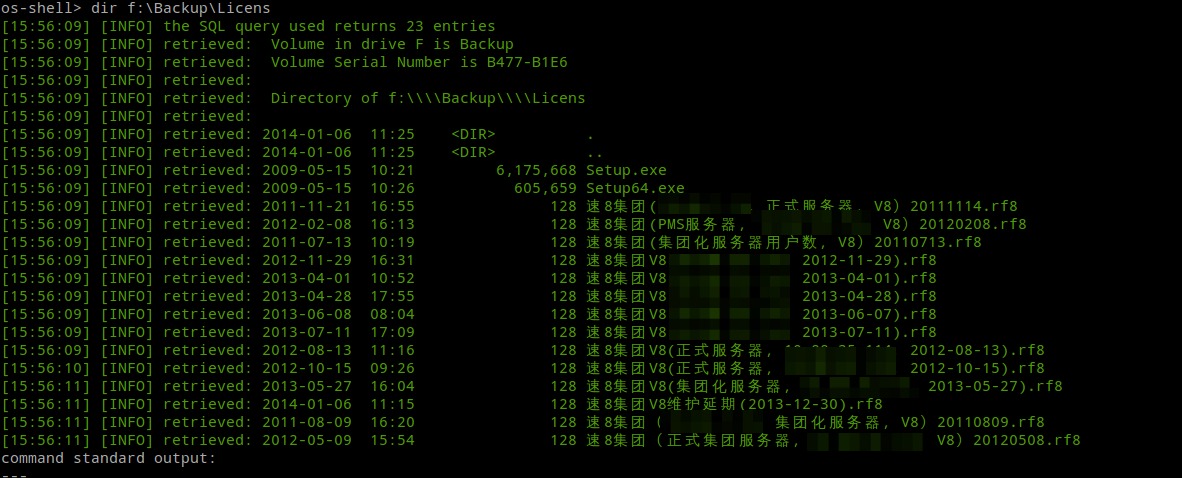 os-shell> dir f:\Backup\Licens
[15:56:09] [INFO] the SQL query used returns 23 entries
[15:56:09] [INFO] retrieved:  Volume in drive F is Backup
[15:56:09] [INFO] retrieved:  Volume Serial Number is B477-B1E6
[15:56:09] [INFO] retrieved:
[15:56:09] [INFO] retrieved:  Directory of f:\\\\Backup\\\\Licens
[15:56:09] [INFO] retrieved:
[15:56:09] [INFO] retrieved: 2014-01-06  11:25    <DIR>          .
[15:56:09] [INFO] retrieved: 2014-01-06  11:25    <DIR>          ..
[15:56:09] [INFO] retrieved: 2009-05-15  10:21         6,175,668 Setup.exe
[15:56:09] [INFO] retrieved: 2009-05-15  10:26           605,659 Setup64.exe
[15:56:09] [INFO] retrieved: 2011-11-21  16:55               128 速8集团( 正式服务器, V8) 20111114.rf8
[15:56:09] [INFO] retrieved: 2012-02-08  16:13               128 速8集团(PMS服务器, V8) 20120208.rf8
[15:56:09] [INFO] retrieved: 2011-07-13  10:19               128 速8集团(集团化服务器用户数, V8) 20110713.rf8
[15:56:09] [INFO] retrieved: 2012-11-29  16:31               128 速8集团V8 2012-11-29).rf8
[15:56:09] [INFO] retrieved: 2013-04-01  10:52               128 速8集团V8 2013-04-01).rf8
[15:56:09] [INFO] retrieved: 2013-04-28  17:55               128 速8集团V8 2013-04-28).rf8
[15:56:09] [INFO] retrieved: 2013-06-08  08:04               128 速8集团V8 2013-06-07).rf8
[15:56:09] [INFO] retrieved: 2013-07-11  17:09               128 速8集团V8 2013-07-11).rf8
[15:56:09] [INFO] retrieved: 2012-08-13  11:16               128 速8集团V8(正式服务器, 2012-08-13).rf8
[15:56:10] [INFO] retrieved: 2012-10-15  09:26               128 速8集团V8(正式服务器, 2012-10-15).rf8
[15:56:11] [INFO] retrieved: 2013-05-27  16:04               128 速8集团V8(集团化服务器, 2013-05-27).rf8
[15:56:11] [INFO] retrieved: 2014-01-06  11:15               128 速8集团V8维护延期(2013-12-30).rf8
[15:56:11] [INFO] retrieved: 2011-08-09  16:20               128 速8集团 ( 集团化服务器, V8) 20110809.rf8
[15:56:11] [INFO] retrieved: 2012-05-09  15:54               128 速8集团 (正式集团服务器, V8) 20120508.rf8
command standard output:
---